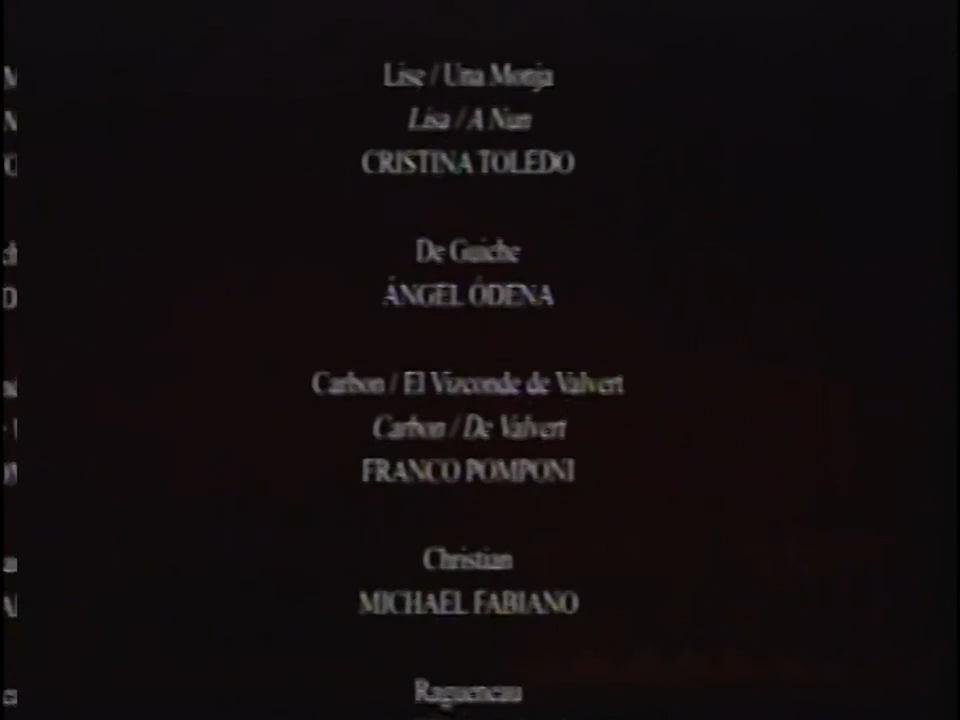 Lise / Una Monja
Lisa / A Nun
CRISTINA TOLEDO
De Guiche
ÁNGEL ÓDENA
Carbon / El Vizconde de Valvert
Carbon / De Valvert
FRANCO POMPONI
Christian
MICHAEL FABIANO
Ragueneau